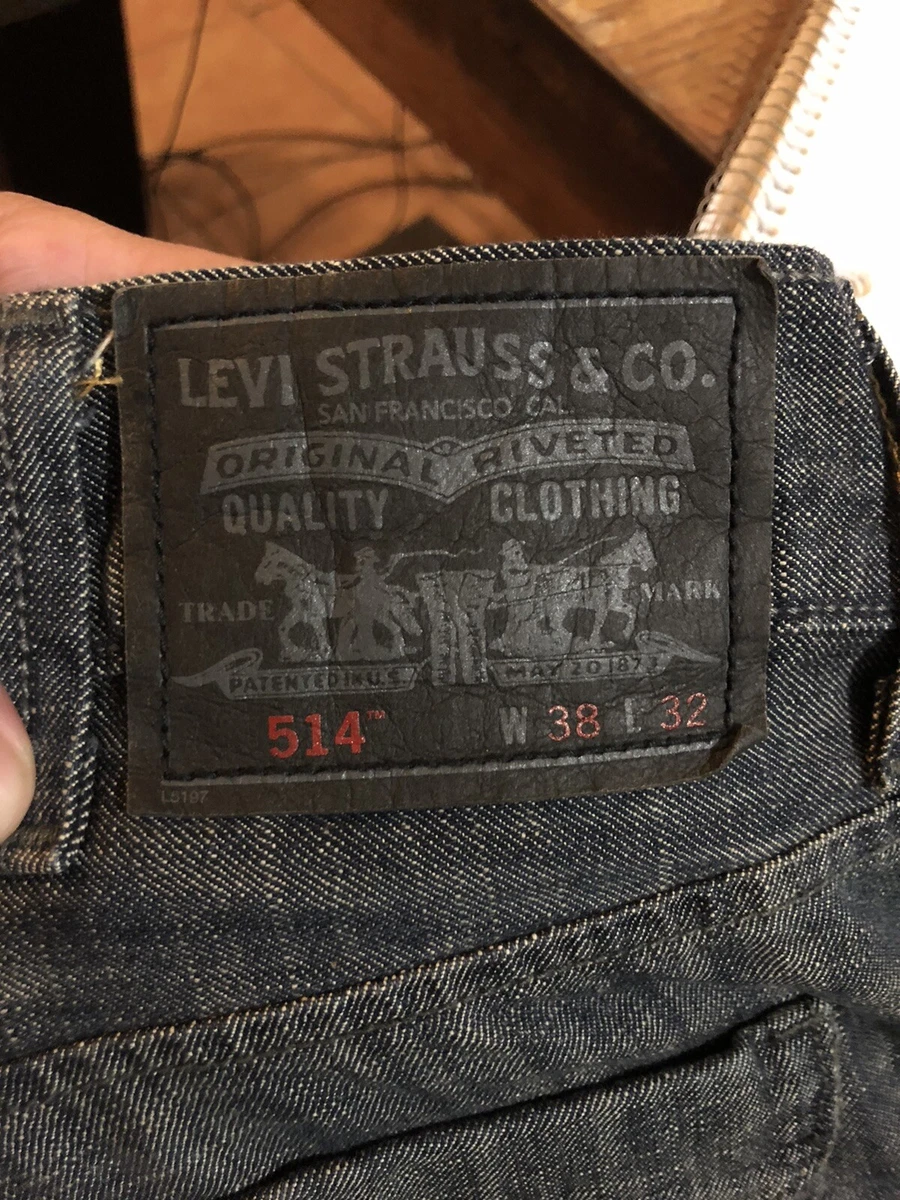 LEVI STRAUSS & CO.
SAN FRANCISCO CAL.
ORIGINAL RIVETED
QUALITY CLOTHING
TRADE MARK
PATENTED IN U.S. MAY 20 1873
514™ W 38 L 32
L5197